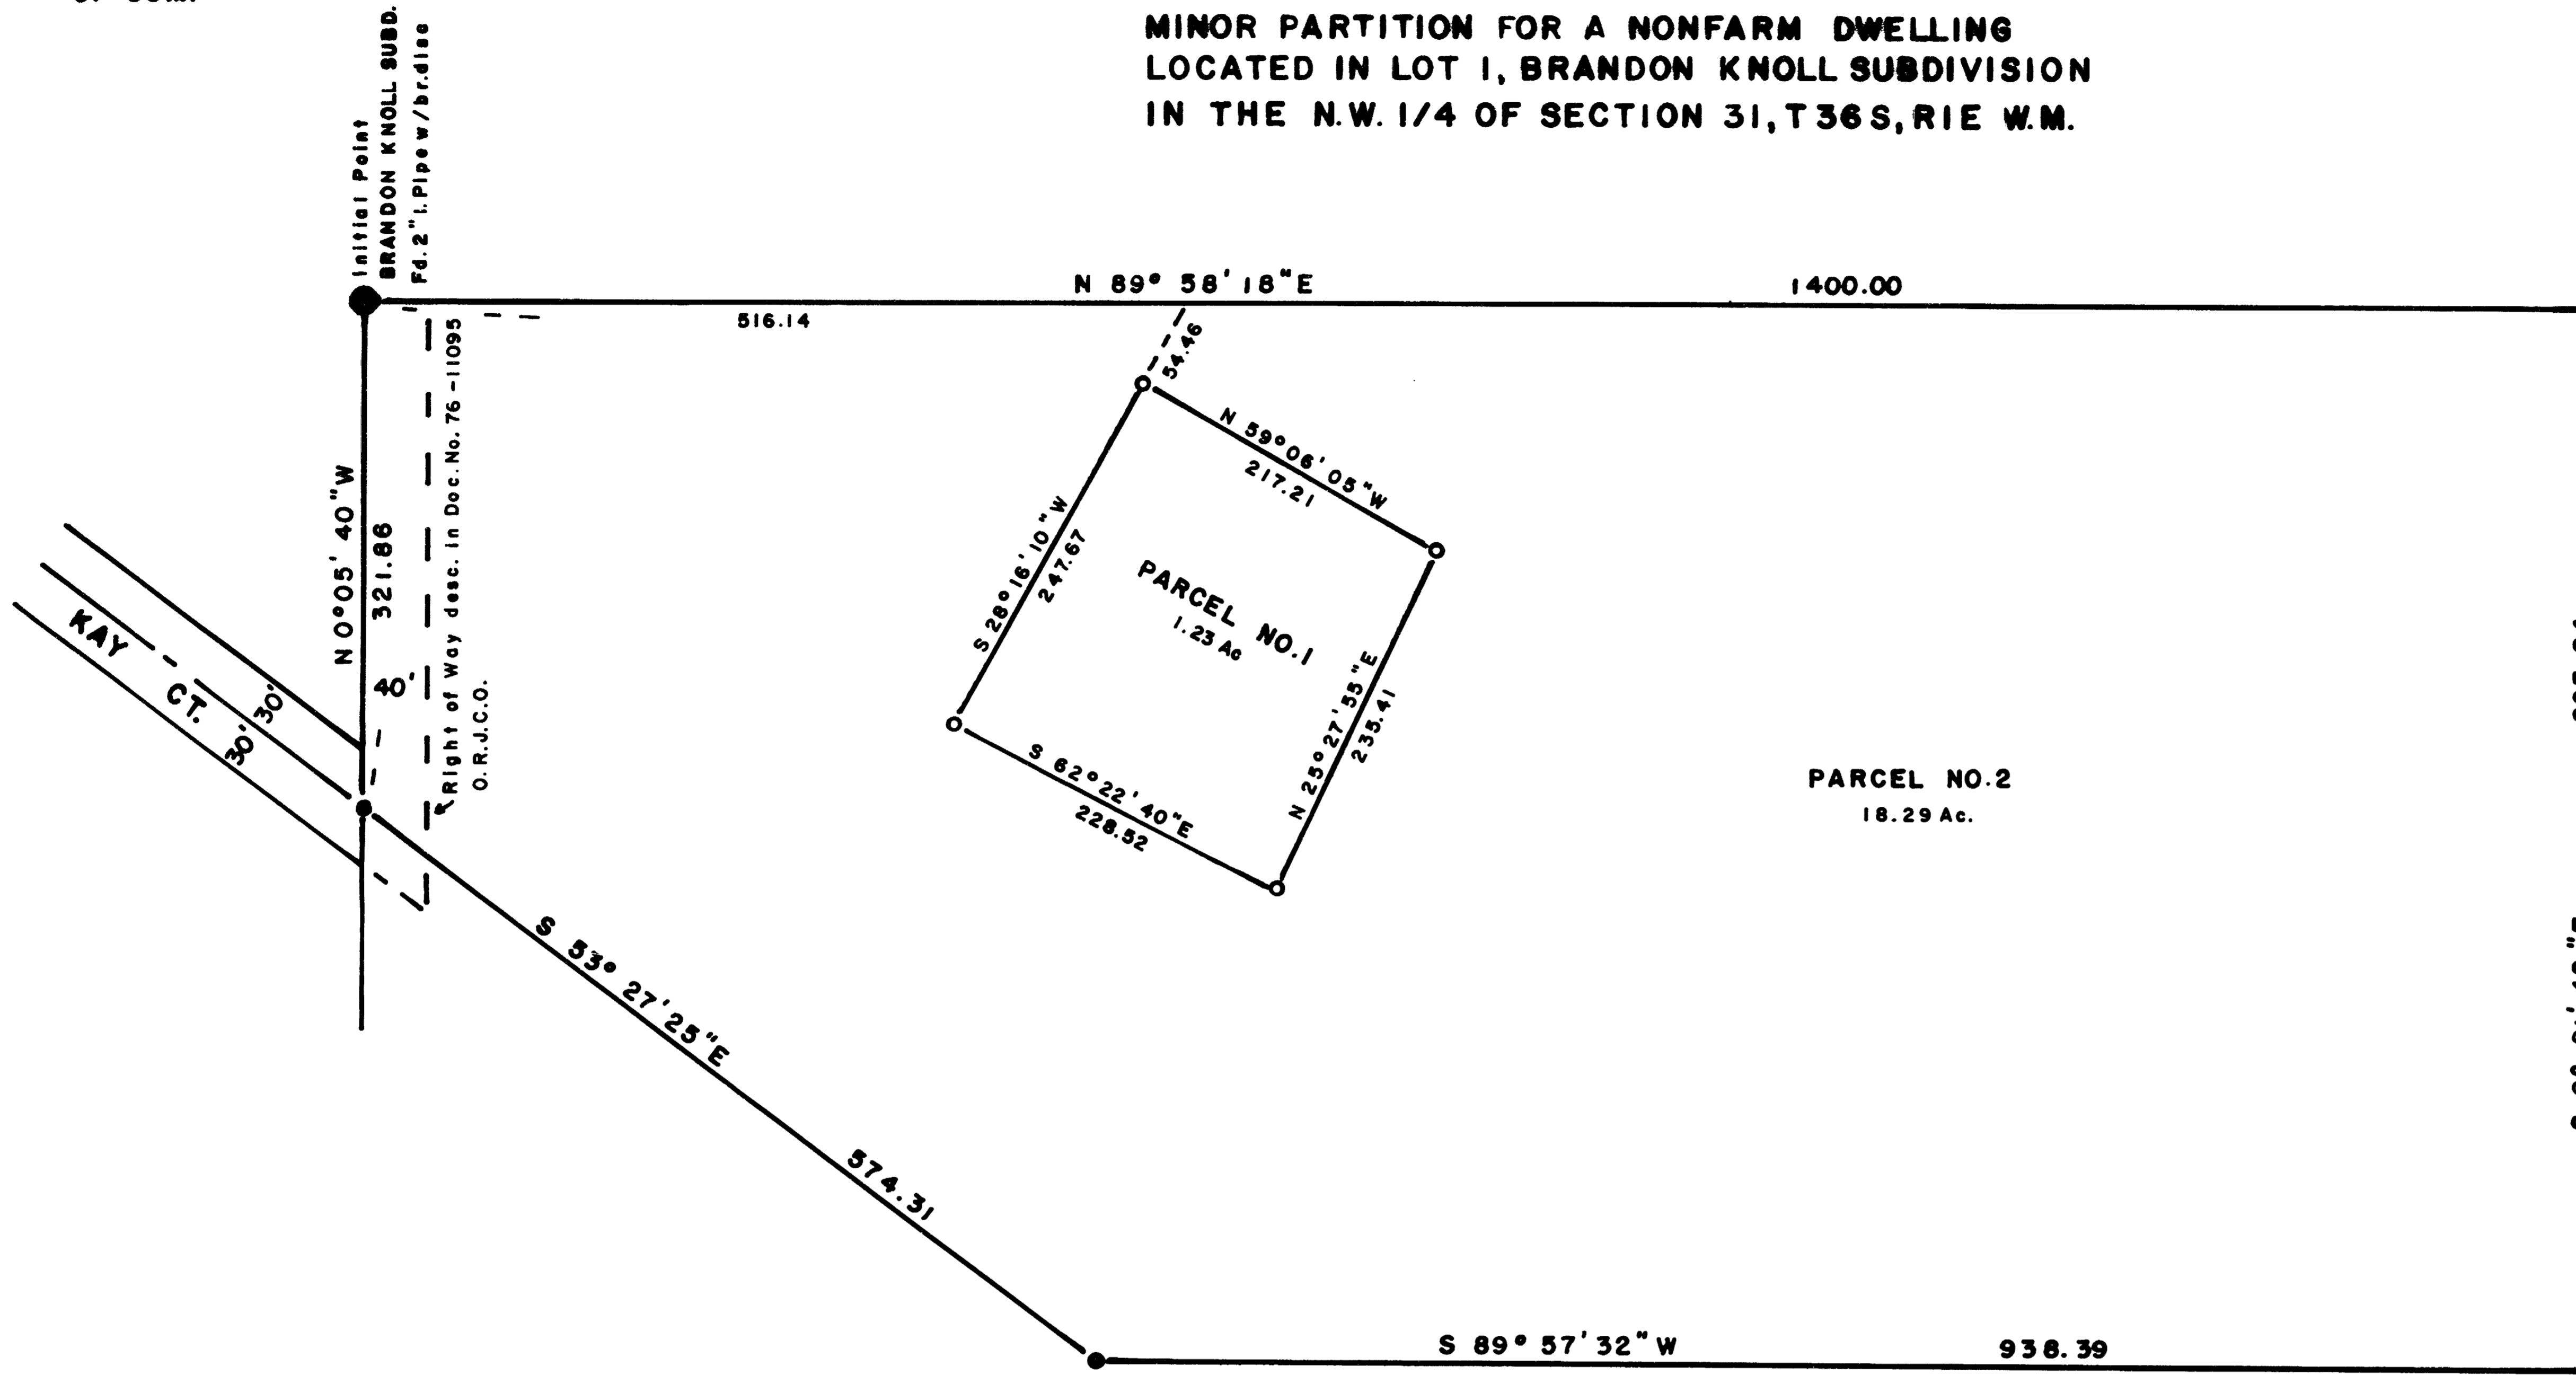 MINOR PARTITION FOR A NONFARM DWELLING
LOCATED IN LOT 1, BRANDON KNOLL SUBDIVISION
IN THE N.W. 1/4 OF SECTION 31, T36S, R1E W.M.
Initial Point
BRANDON KNOLL SUBD.
Fd. 2" I. Pipe w/br. disc
N 89° 58' 18" E
1400.00
516.14
54.46
N 59° 06' 05" W
217.21
S 28° 16' 10" W
247.67
PARCEL NO. 1
1.23 Ac
N 25° 27' 55" E
235.41
S 62° 22' 40" E
228.52
N 0° 05' 40" W
321.86
40'
Right of Way desc. in Doc. No. 76-11095
O.R.J.C.O.
KAY CT.
30'
30'
PARCEL NO. 2
18.29 Ac.
S 53° 27' 25" E
574.31
S 89° 57' 32" W
938.39